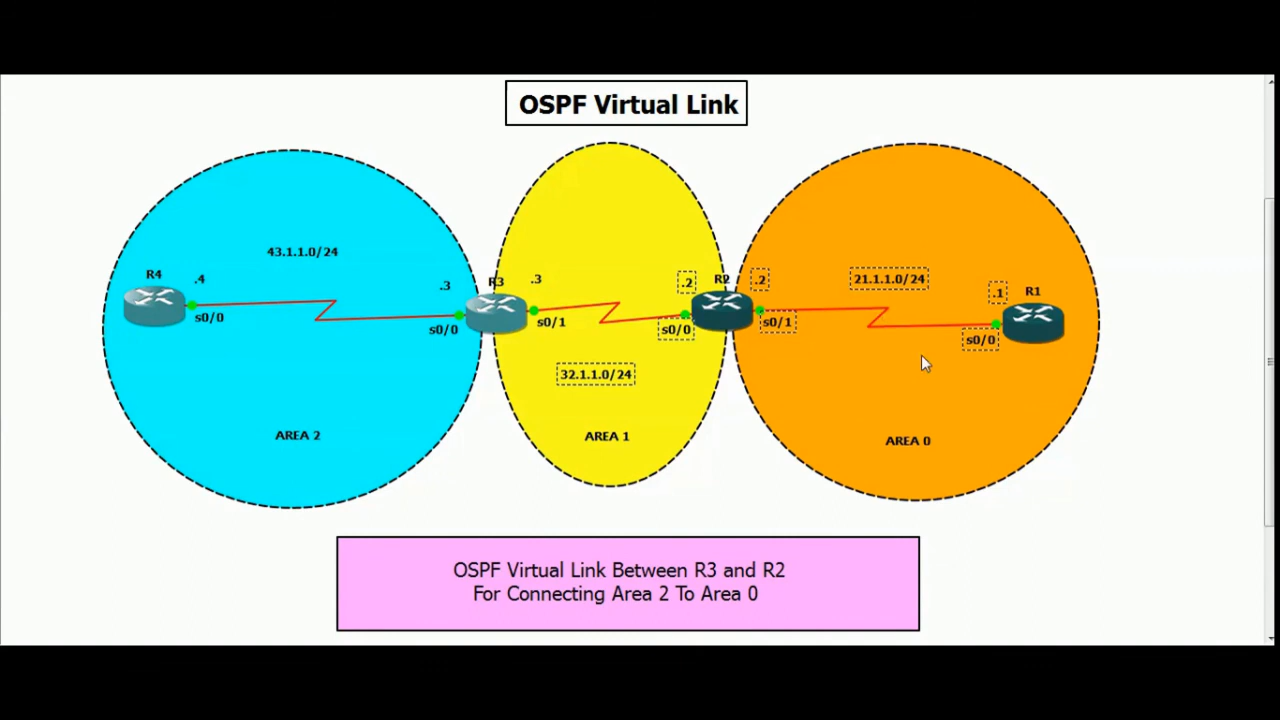 OSPF Virtual Link
43.1.1.0/24
R4
.4
s0/0
.3
s0/0
R3
.3
s0/1
32.1.1.0/24
.2
s0/0
R2
.2
s0/1
21.1.1.0/24
.1
s0/0
R1
AREA 2
AREA 1
AREA 0
OSPF Virtual Link Between R3 and R2
For Connecting Area 2 To Area 0